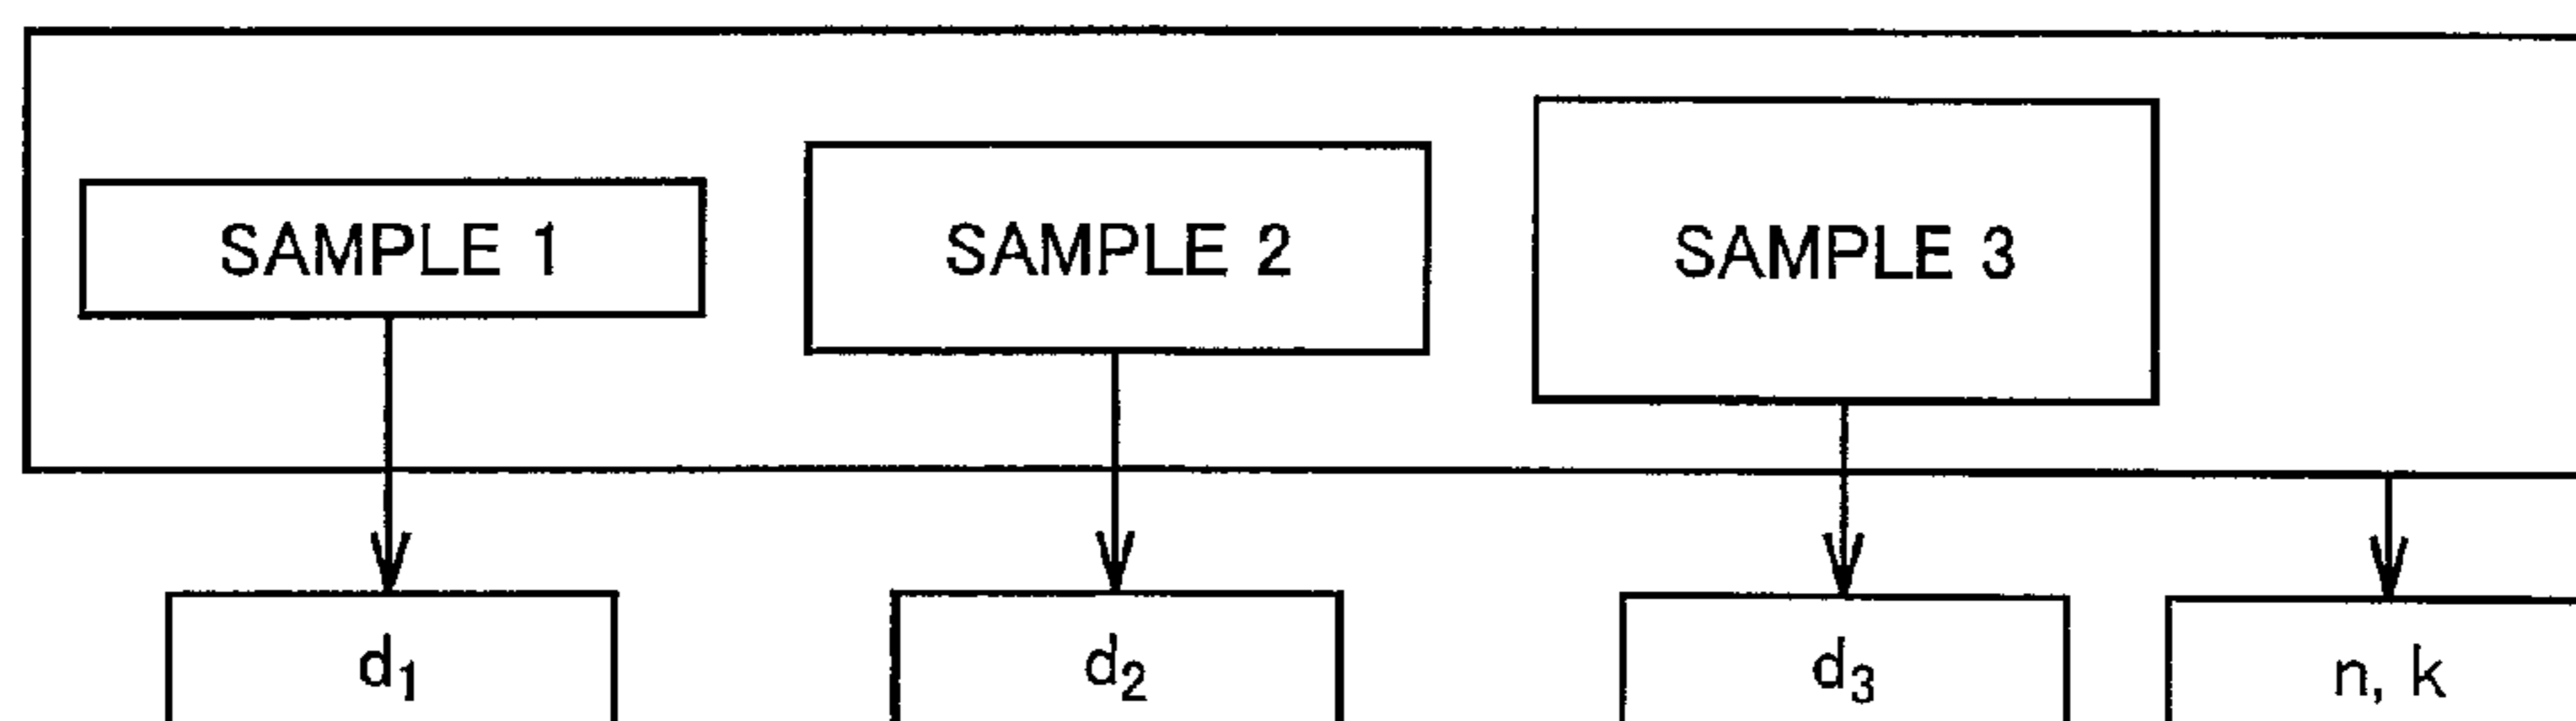 SAMPLE 1
SAMPLE 2
SAMPLE 3
d₁
d₂
d₃
n, k